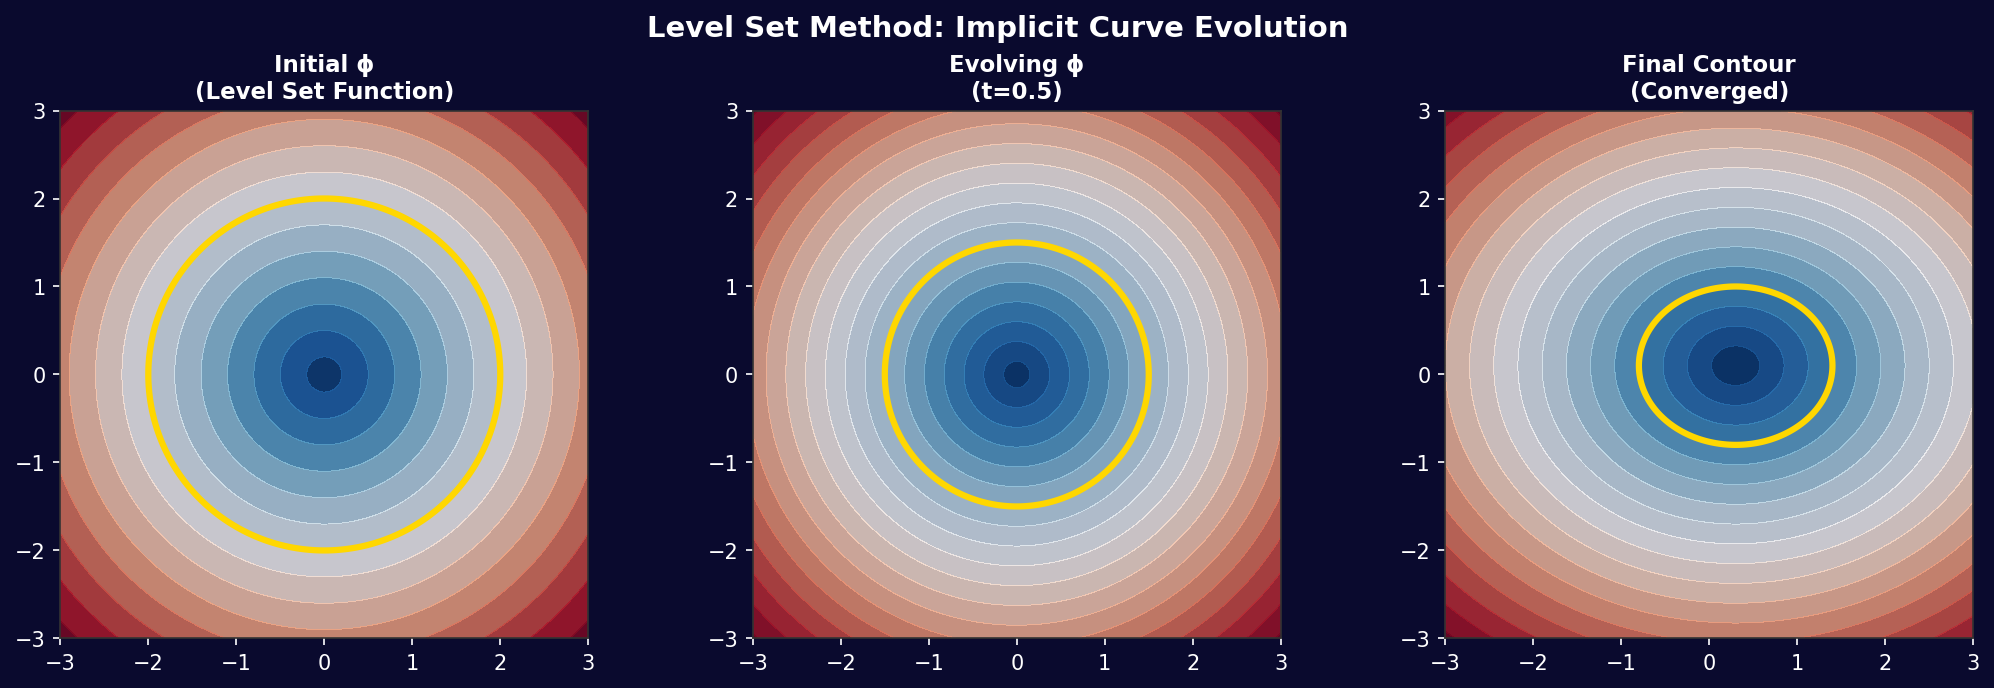 Level Set Method: Implicit Curve Evolution
Initial ϕ
(Level Set Function)
3
2
1
0
−1
−2
−3
−3 −2 −1 0 1 2 3
Evolving ϕ
(t=0.5)
3
2
1
0
−1
−2
−3
−3 −2 −1 0 1 2 3
Final Contour
(Converged)
3
2
1
0
−1
−2
−3
−3 −2 −1 0 1 2 3